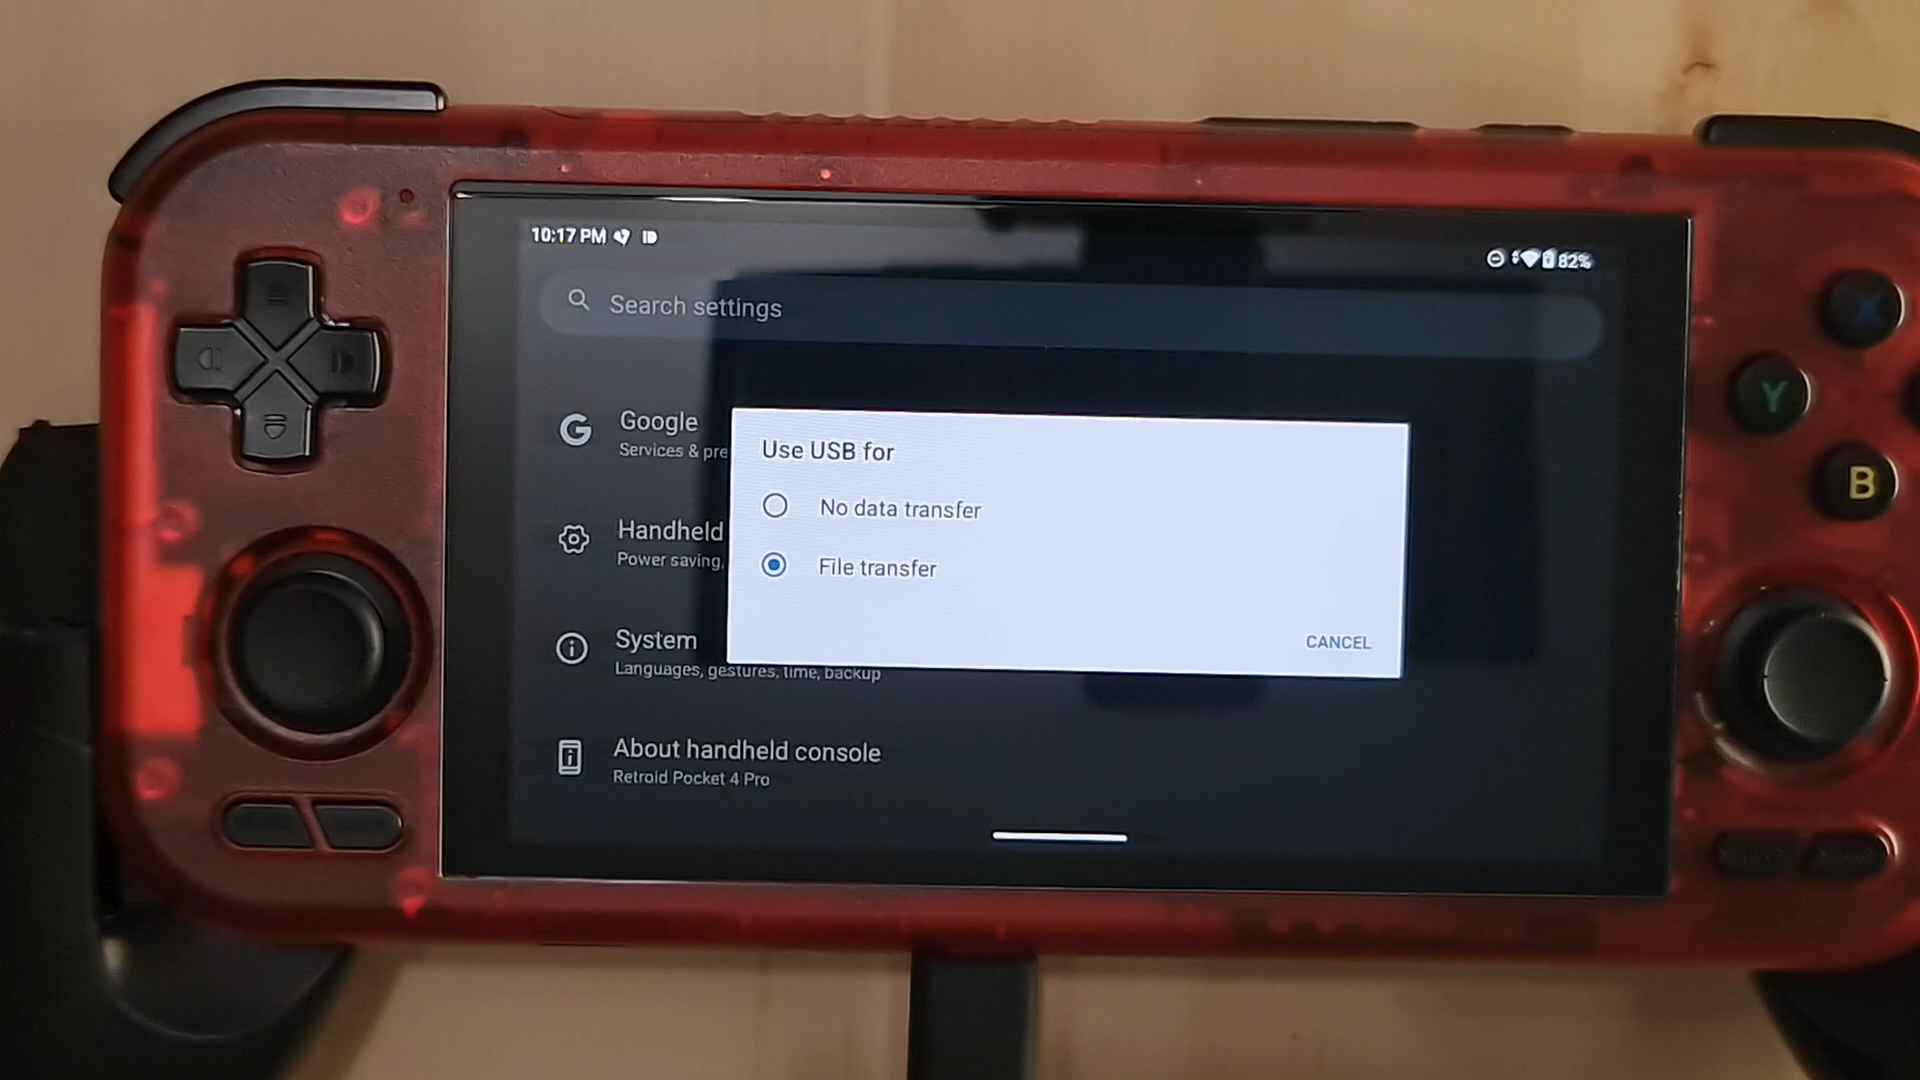 10:17 PM
82%
Search settings
Google
Services & pre
Use USB for
No data transfer
Handheld
Power saving,
File transfer
System
Languages, gestures, time, backup
CANCEL
About handheld console
Retroid Pocket 4 Pro
X
Y
B